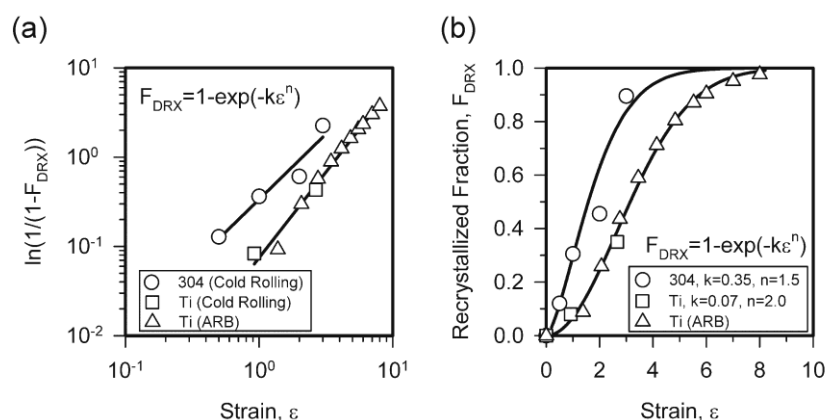 (a)
F_DRX=1-exp(-kε^n)
ln(1/(1-F_DRX))
10^1
10^0
10^-1
10^-2
304 (Cold Rolling)
Ti (Cold Rolling)
Ti (ARB)
10^-1
10^0
10^1
Strain, ε
(b)
Recrystallized Fraction, F_DRX
1.0
0.8
0.6
0.4
0.2
0.0
F_DRX=1-exp(-kε^n)
304, k=0.35, n=1.5
Ti, k=0.07, n=2.0
Ti (ARB)
0
2
4
6
8
10
Strain, ε